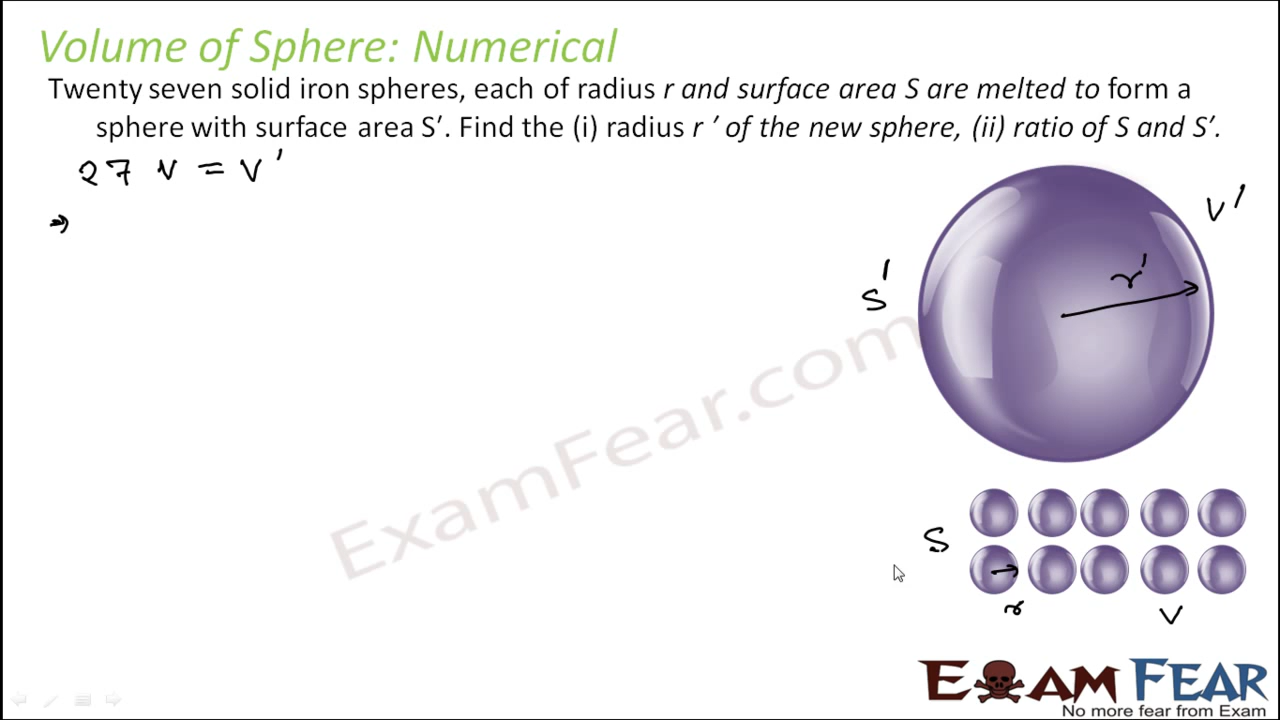 Volume of Sphere: Numerical
Twenty seven solid iron spheres, each of radius r and surface area S are melted to form a
sphere with surface area S′. Find the (i) radius r ′ of the new sphere, (ii) ratio of S and S′.
27 V = V'
⇒
V'
r'
S'
ExamFear.com
S
r
V
EXAM FEAR
No more fear from Exam